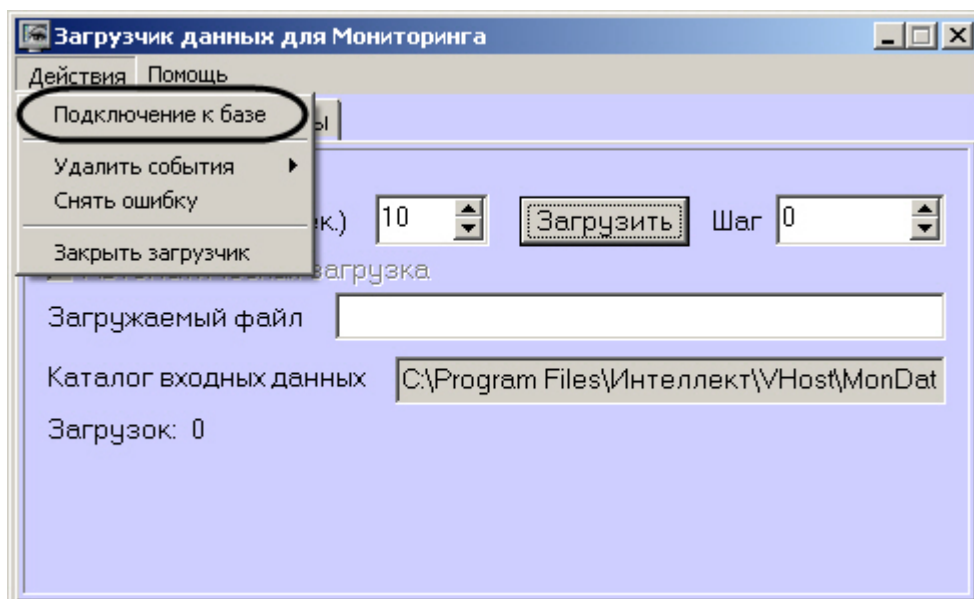 Загрузчик данных для Мониторинга
Действия Помощь
Подключение к базе
ы
Удалить события
Снять ошибку
Закрыть загрузчик
ек.) 10 Загрузить Шаг 0
загрузка
Загружаемый файл
Каталог входных данных C:\Program Files\Интеллект\VHost\MonDat
Загрузок: 0